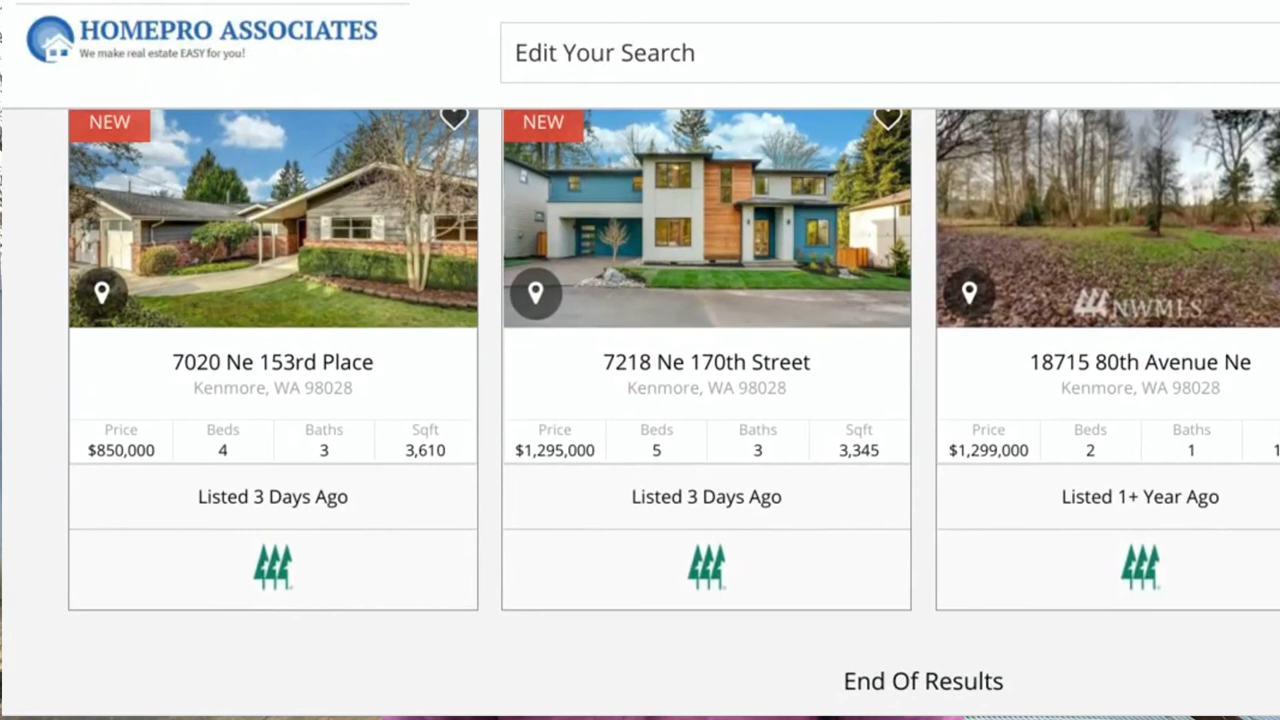 HOMEPRO ASSOCIATES
We make real estate EASY for you!
Edit Your Search
NEW
NEW
NWMLS
7020 Ne 153rd Place
Kenmore, WA 98028
Price Beds Baths Sqft
$850,000 4 3 3,610
Listed 3 Days Ago
7218 Ne 170th Street
Kenmore, WA 98028
Price Beds Baths Sqft
$1,295,000 5 3 3,345
Listed 3 Days Ago
18715 80th Avenue Ne
Kenmore, WA 98028
Price Beds Baths
$1,299,000 2 1
Listed 1+ Year Ago
End Of Results